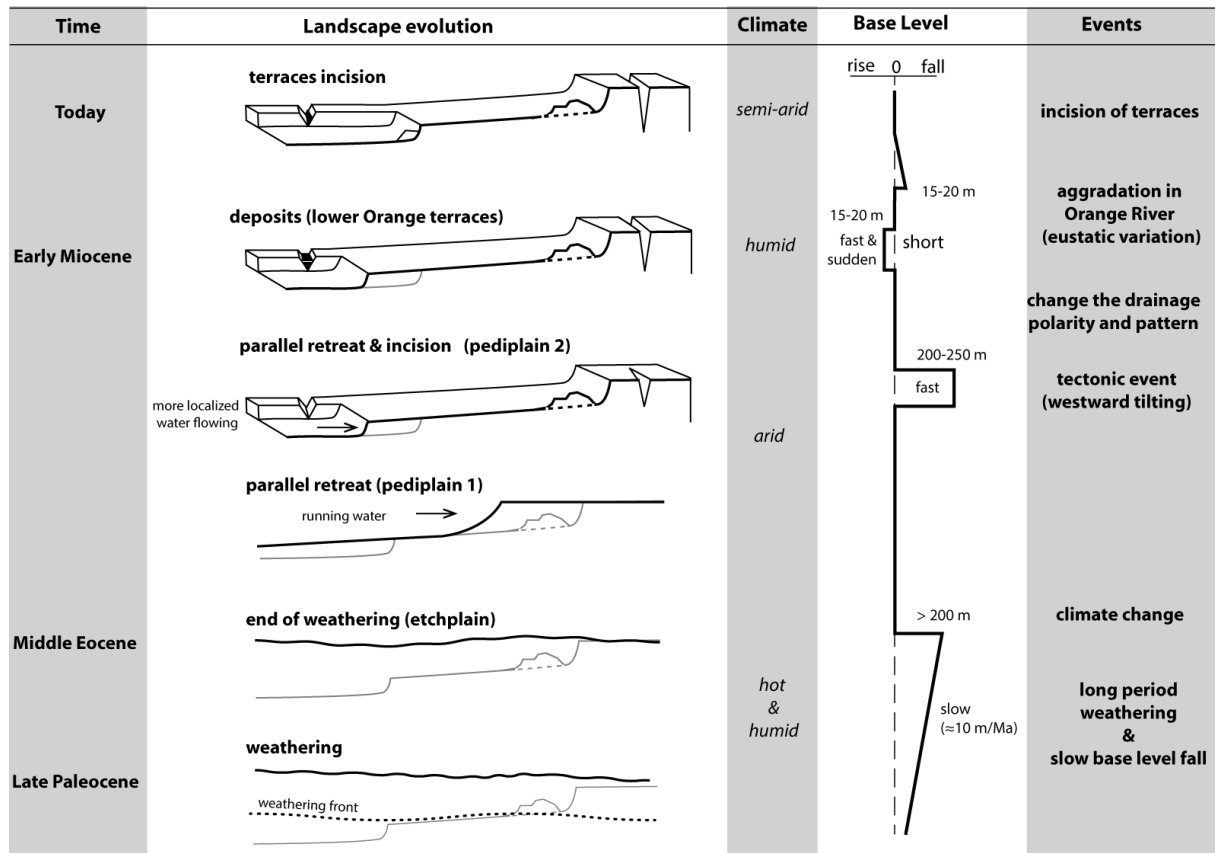 Time
Landscape evolution
Climate
Base Level
Events
rise 0 fall
terraces incision
Today
semi-arid
incision of terraces
15-20 m
deposits (lower Orange terraces)
Early Miocene
humid
15-20 m
fast &
sudden
short
aggradation in
Orange River
(eustatic variation)
change the drainage
polarity and pattern
parallel retreat & incision (pediplain 2)
more localized
water flowing
arid
200-250 m
fast
tectonic event
(westward tilting)
parallel retreat (pediplain 1)
running water
end of weathering (etchplain)
Middle Eocene
> 200 m
climate change
hot
&
humid
slow
(≈10 m/Ma)
long period
weathering
&
slow base level fall
weathering
Late Paleocene
weathering front